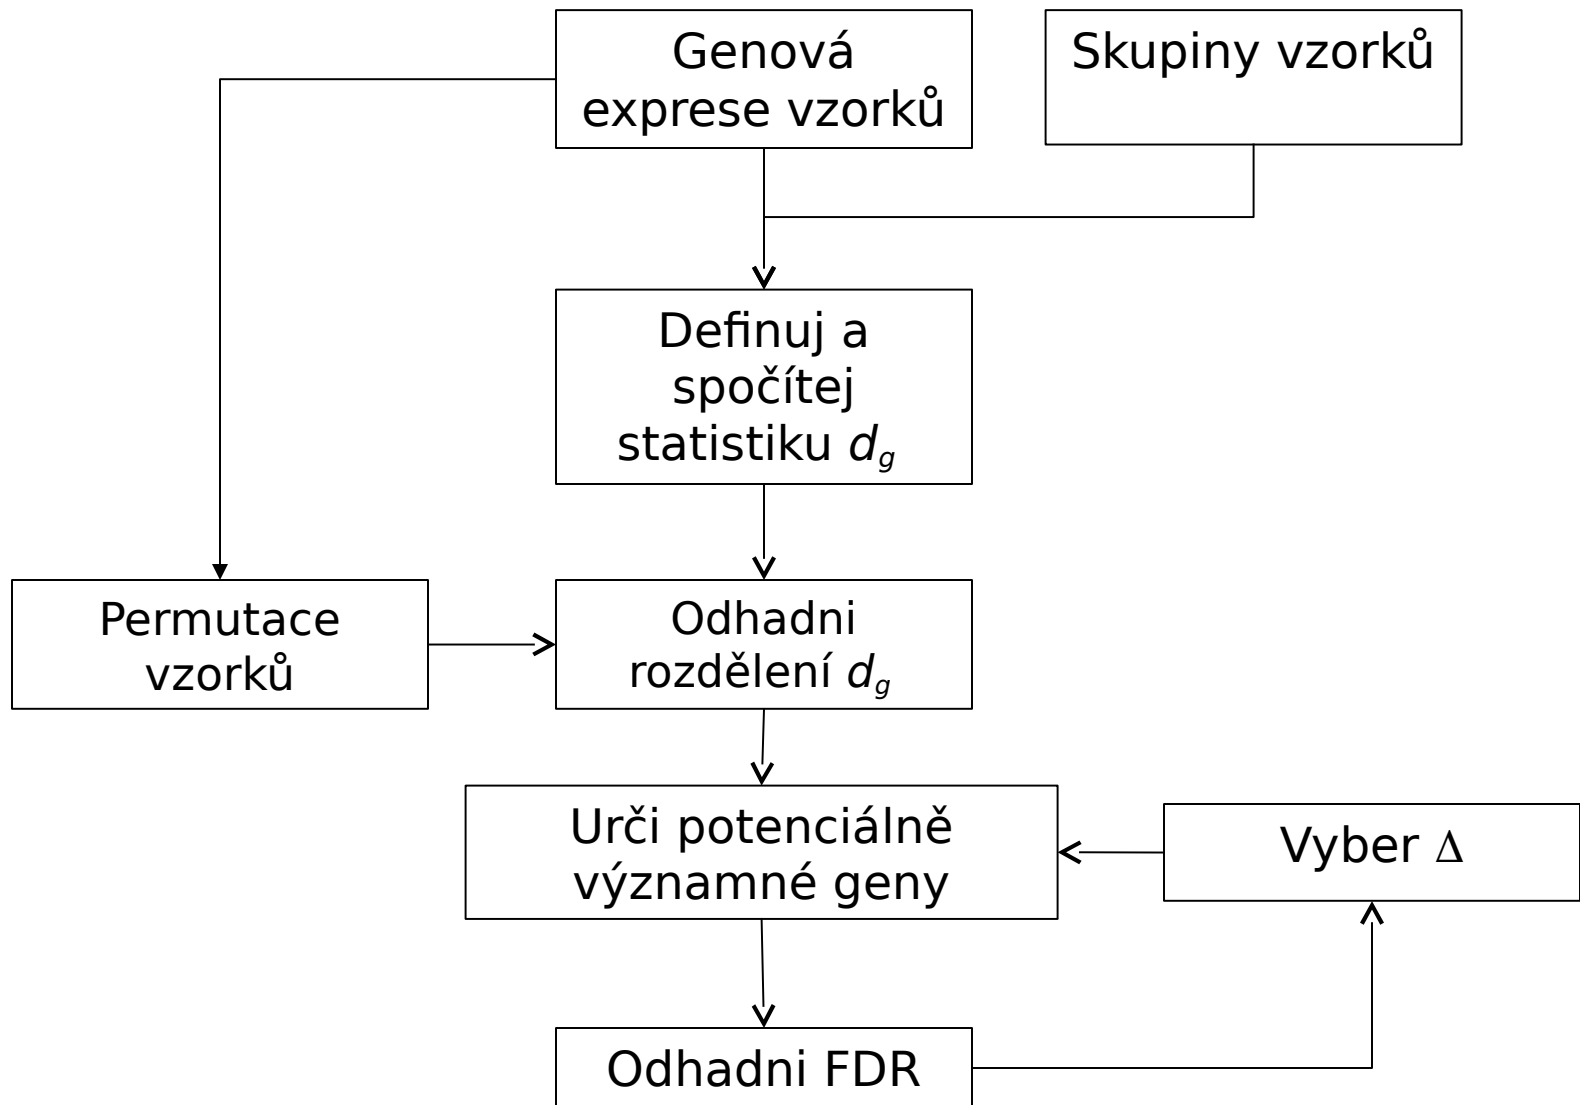 Genová
exprese vzorků
Skupiny vzorků
Definuj a
spočítej
statistiku d_g
Permutace
vzorků
Odhadni
rozdělení d_g
Urči potenciálně
významné geny
Vyber Δ
Odhadni FDR